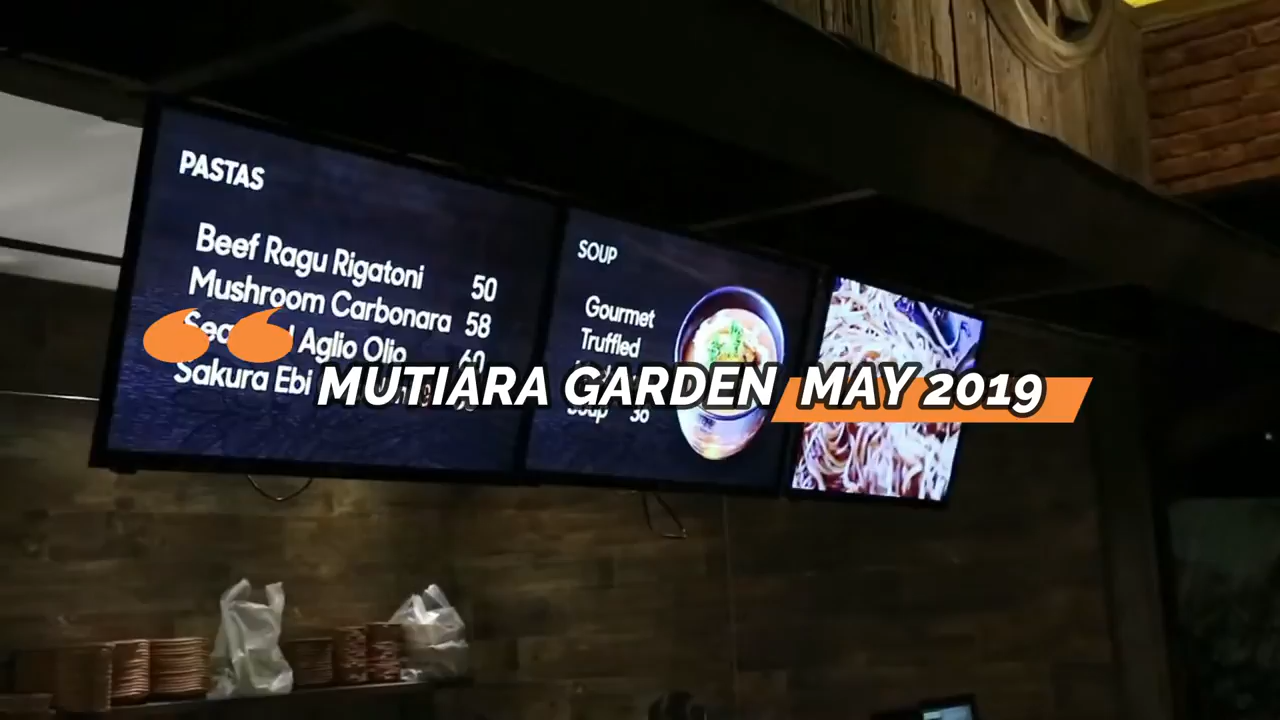 PASTAS
Beef Ragu Rigatoni 50
Mushroom Carbonara 58
Aglio Olio 60
Sakura Ebi
SOUP
Gourmet
Truffled
Soup 38
MUTIARA GARDEN MAY 2019